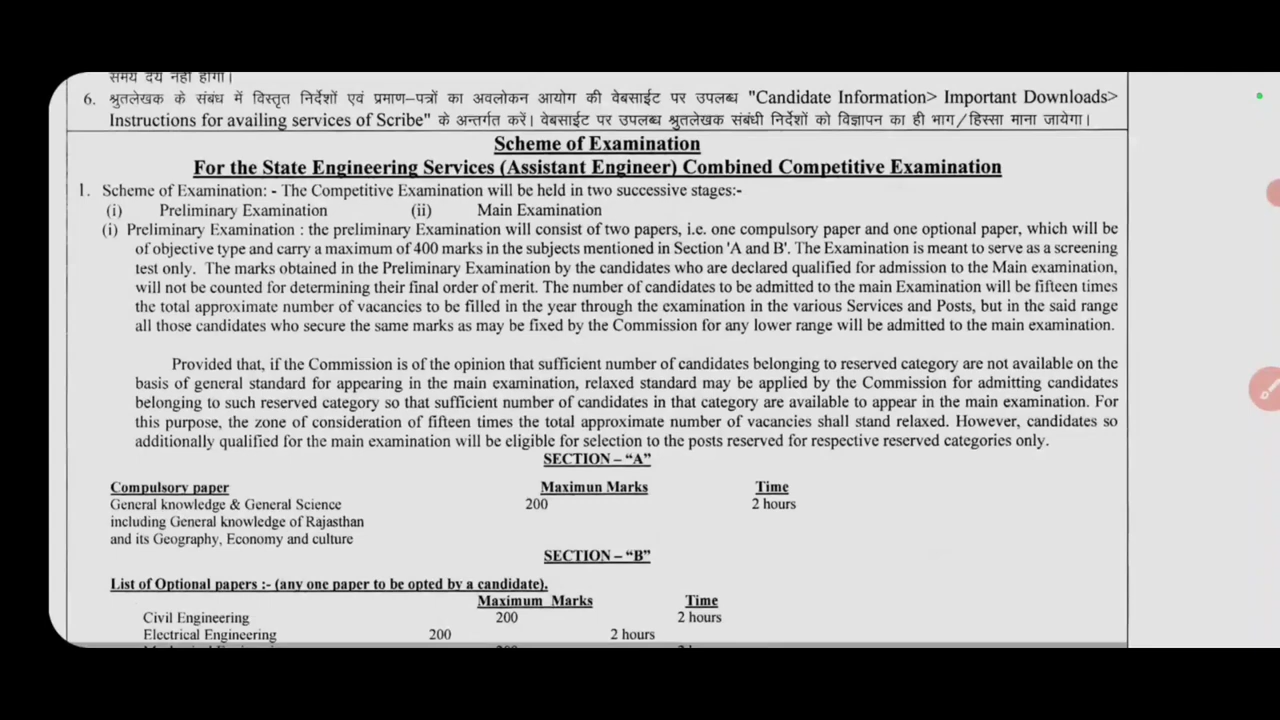 समय देय नहीं होगा।
6. श्रुतलेखक के संबंध में विस्तृत निर्देशों एवं प्रमाण–पत्रों का अवलोकन आयोग की वेबसाईट पर उपलब्ध "Candidate Information> Important Downloads>
Instructions for availing services of Scribe" के अन्तर्गत करें। वेबसाईट पर उपलब्ध श्रुतलेखक संबंधी निर्देशों को विज्ञापन का ही भाग/हिस्सा माना जायेगा।
Scheme of Examination
For the State Engineering Services (Assistant Engineer) Combined Competitive Examination
1. Scheme of Examination: - The Competitive Examination will be held in two successive stages:-
(i) Preliminary Examination (ii) Main Examination
(i) Preliminary Examination : the preliminary Examination will consist of two papers, i.e. one compulsory paper and one optional paper, which will be
of objective type and carry a maximum of 400 marks in the subjects mentioned in Section 'A and B'. The Examination is meant to serve as a screening
test only. The marks obtained in the Preliminary Examination by the candidates who are declared qualified for admission to the Main examination,
will not be counted for determining their final order of merit. The number of candidates to be admitted to the main Examination will be fifteen times
the total approximate number of vacancies to be filled in the year through the examination in the various Services and Posts, but in the said range
all those candidates who secure the same marks as may be fixed by the Commission for any lower range will be admitted to the main examination.
Provided that, if the Commission is of the opinion that sufficient number of candidates belonging to reserved category are not available on the
basis of general standard for appearing in the main examination, relaxed standard may be applied by the Commission for admitting candidates
belonging to such reserved category so that sufficient number of candidates in that category are available to appear in the main examination. For
this purpose, the zone of consideration of fifteen times the total approximate number of vacancies shall stand relaxed. However, candidates so
additionally qualified for the main examination will be eligible for selection to the posts reserved for respective reserved categories only.
SECTION – “A”
Compulsory paper Maximun Marks Time
General knowledge & General Science 200 2 hours
including General knowledge of Rajasthan
and its Geography, Economy and culture
SECTION – “B”
List of Optional papers :- (any one paper to be opted by a candidate).
Maximum Marks Time
Civil Engineering 200 2 hours
Electrical Engineering 200 2 hours